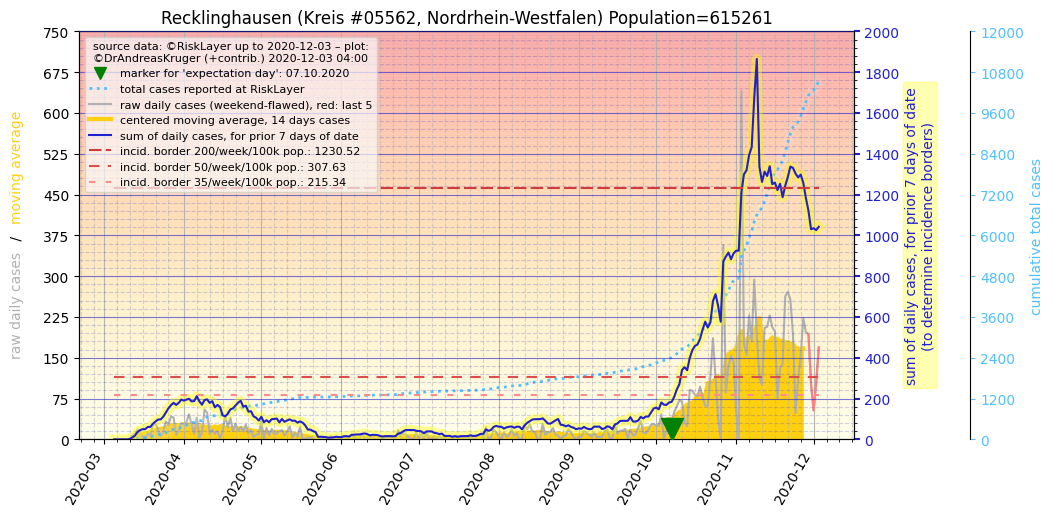 Recklinghausen (Kreis #05562, Nordrhein-Westfalen) Population=615261
source data: ©RiskLayer up to 2020-12-03 – plot:
©DrAndreasKruger (+contrib.) 2020-12-03 04:00
marker for 'expectation day': 07.10.2020
total cases reported at RiskLayer
raw daily cases (weekend-flawed), red: last 5
centered moving average, 14 days cases
sum of daily cases, for prior 7 days of date
incid. border 200/week/100k pop.: 1230.52
incid. border 50/week/100k pop.: 307.63
incid. border 35/week/100k pop.: 215.34
raw daily cases / moving average
750
675
600
525
450
375
300
225
150
75
0
2000
1800
1600
1400
1200
1000
800
600
400
200
0
sum of daily cases, for prior 7 days of date
(to determine incidence borders)
12000
10800
9600
8400
7200
6000
4800
3600
2400
1200
0
cumulative total cases
2020-03
2020-04
2020-05
2020-06
2020-07
2020-08
2020-09
2020-10
2020-11
2020-12